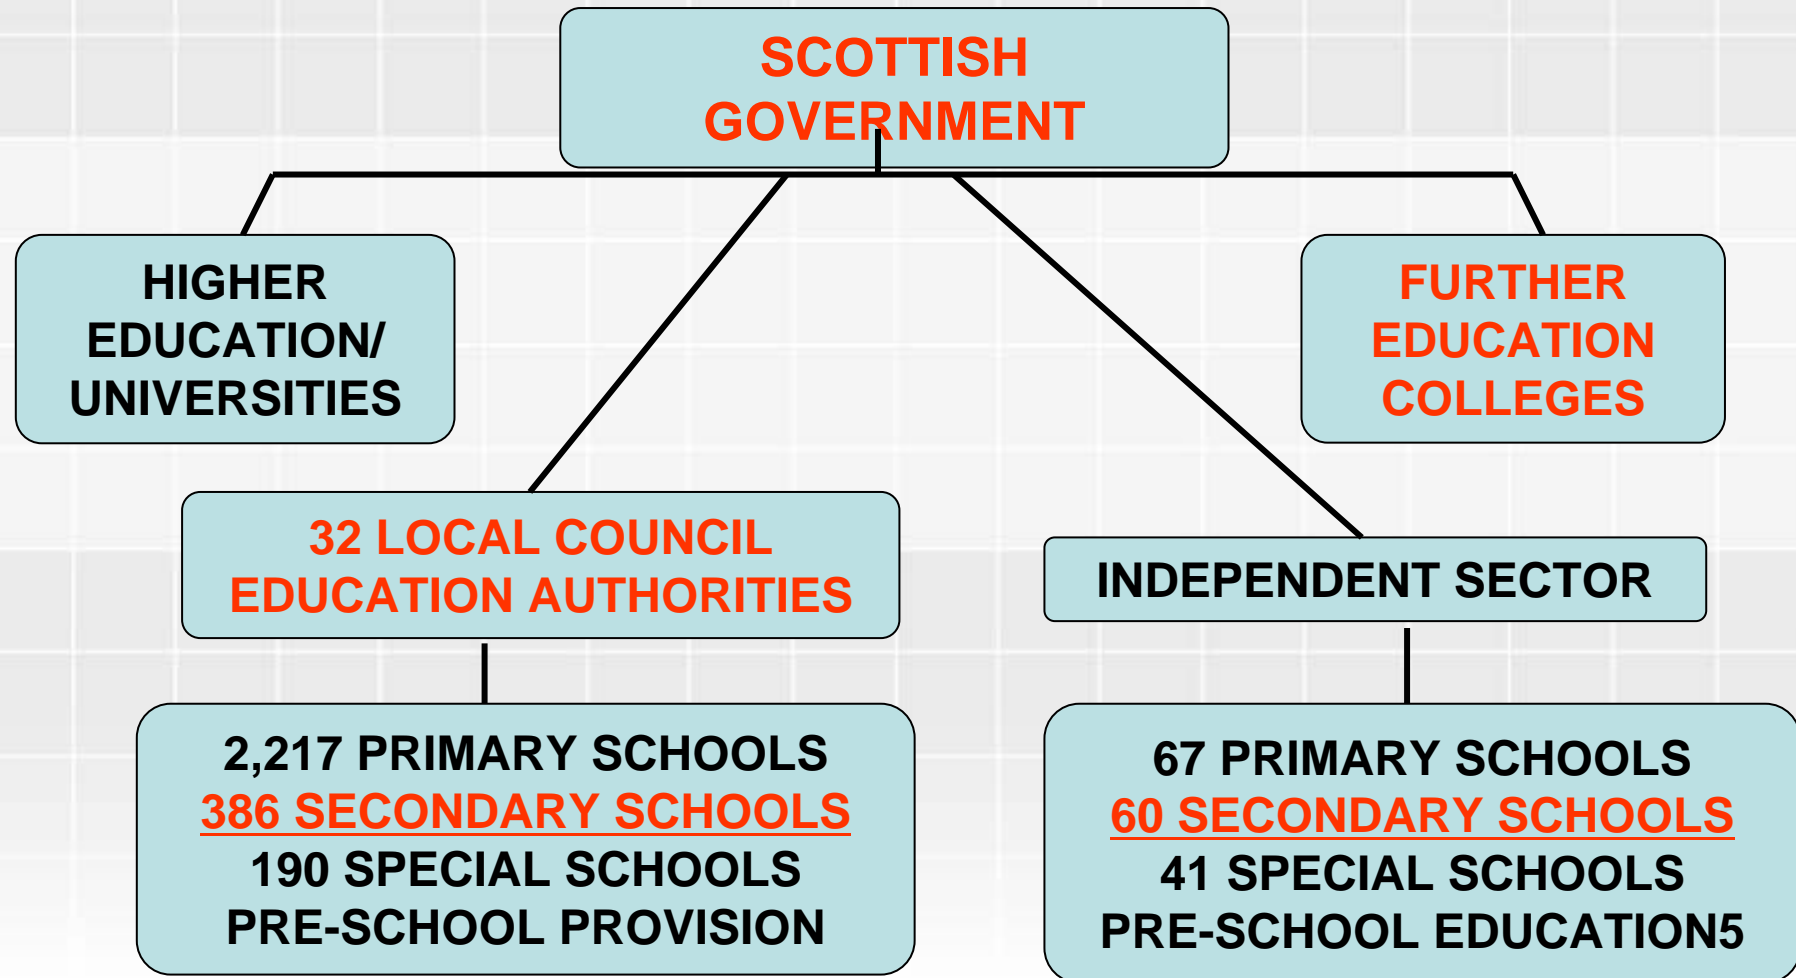 SCOTTISH
GOVERNMENT
HIGHER
EDUCATION/
UNIVERSITIES
FURTHER
EDUCATION
COLLEGES
32 LOCAL COUNCIL
EDUCATION AUTHORITIES
INDEPENDENT SECTOR
2,217 PRIMARY SCHOOLS
386 SECONDARY SCHOOLS
190 SPECIAL SCHOOLS
PRE-SCHOOL PROVISION
67 PRIMARY SCHOOLS
60 SECONDARY SCHOOLS
41 SPECIAL SCHOOLS
PRE-SCHOOL EDUCATION5